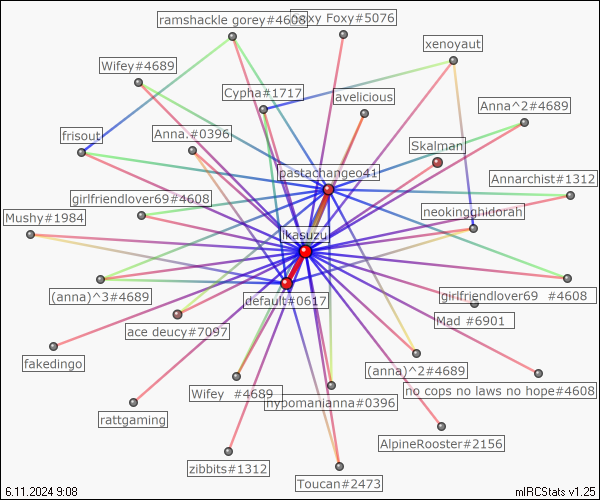 ramshackle gorey#4608
xy Foxy#5076
xenoyaut
Wifey#4689
Cypha#1717
avelicious
Anna^2#4689
frisout
Anna.#0396
Skalman
pastachangeo41
Annarchist#1312
girlfriendlover69#4608
Mushy#1984
neokingghidorah
ikasuzu
(anna)^3#4689
default#0617
girlfriendlover69 #4608
ace deucy#7097
Mad #6901
fakedingo
(anna)^2#4689
Wifey #4689
hypomanianna#0396
no cops no laws no hope#4608
rattgaming
AlpineRooster#2156
zibbits#1312
Toucan#2473
6.11.2024 9:08
mIRCStats v1.25